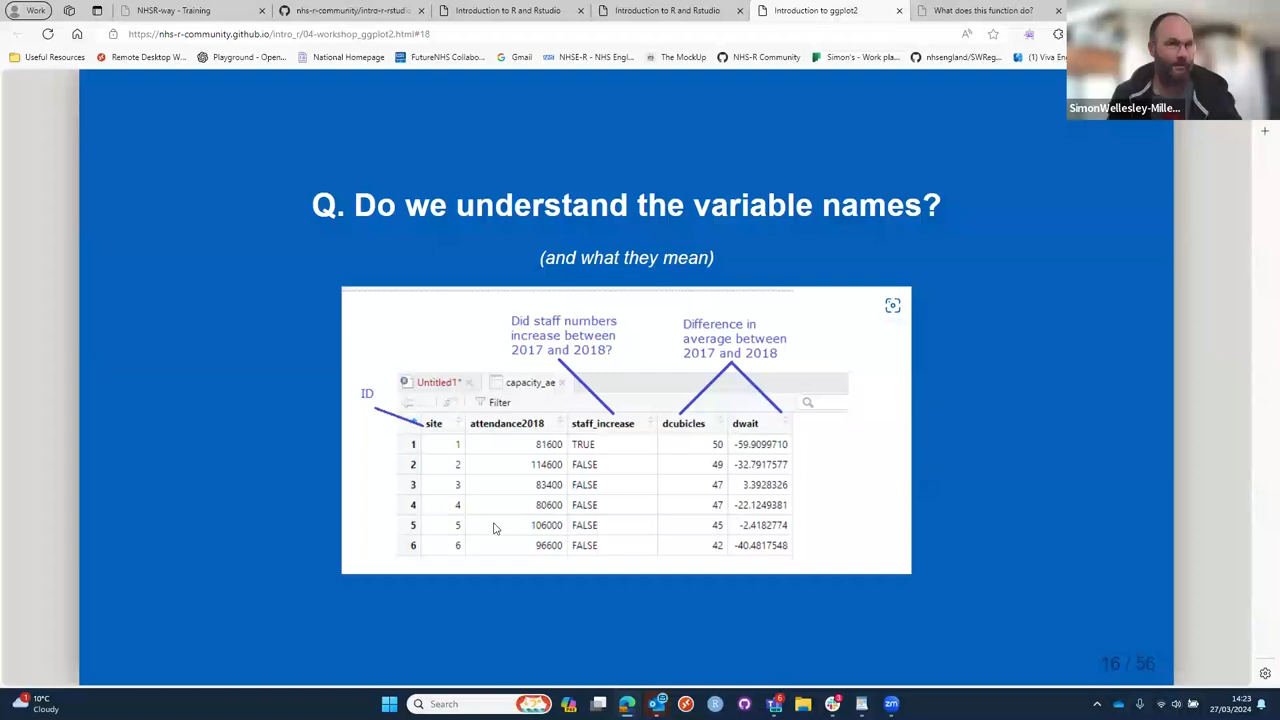 Work
NHSR-way - Training
nhs-r-community/intro-r-rstudio
Introduction to R and Rstudio
Introduction to R and Rstudio
Introduction to ggplot2
What does this function do?
https://nhs-r-community.github.io/intro_r/04-workshop_ggplot2.html#18
Useful Resources
Remote Desktop W...
Playground - Open...
National Homepage
FutureNHS Collabo...
Gmail
NHSE-R - NHS Engl...
The MockUp
NHS-R Community
Simon's - Work pla...
nhsengland/SWReg...
(1) Viva En
SimonWellesley-Mille...
Q. Do we understand the variable names?
(and what they mean)
Did staff numbers
increase between
2017 and 2018?
Difference in
average between
2017 and 2018
ID
Untitled1*
capacity_ae
Filter
site attendance2018 staff_increase dcubicles dwait
1 1 81600 TRUE 50 -59.9099710
2 2 114600 FALSE 49 -32.7917577
3 3 83400 FALSE 47 3.3928326
4 4 80600 FALSE 47 -22.1249381
5 5 106000 FALSE 45 -2.4182774
6 6 96600 FALSE 42 -40.4817548
16 / 56
10°C
Cloudy
Search
14:23
27/03/2024